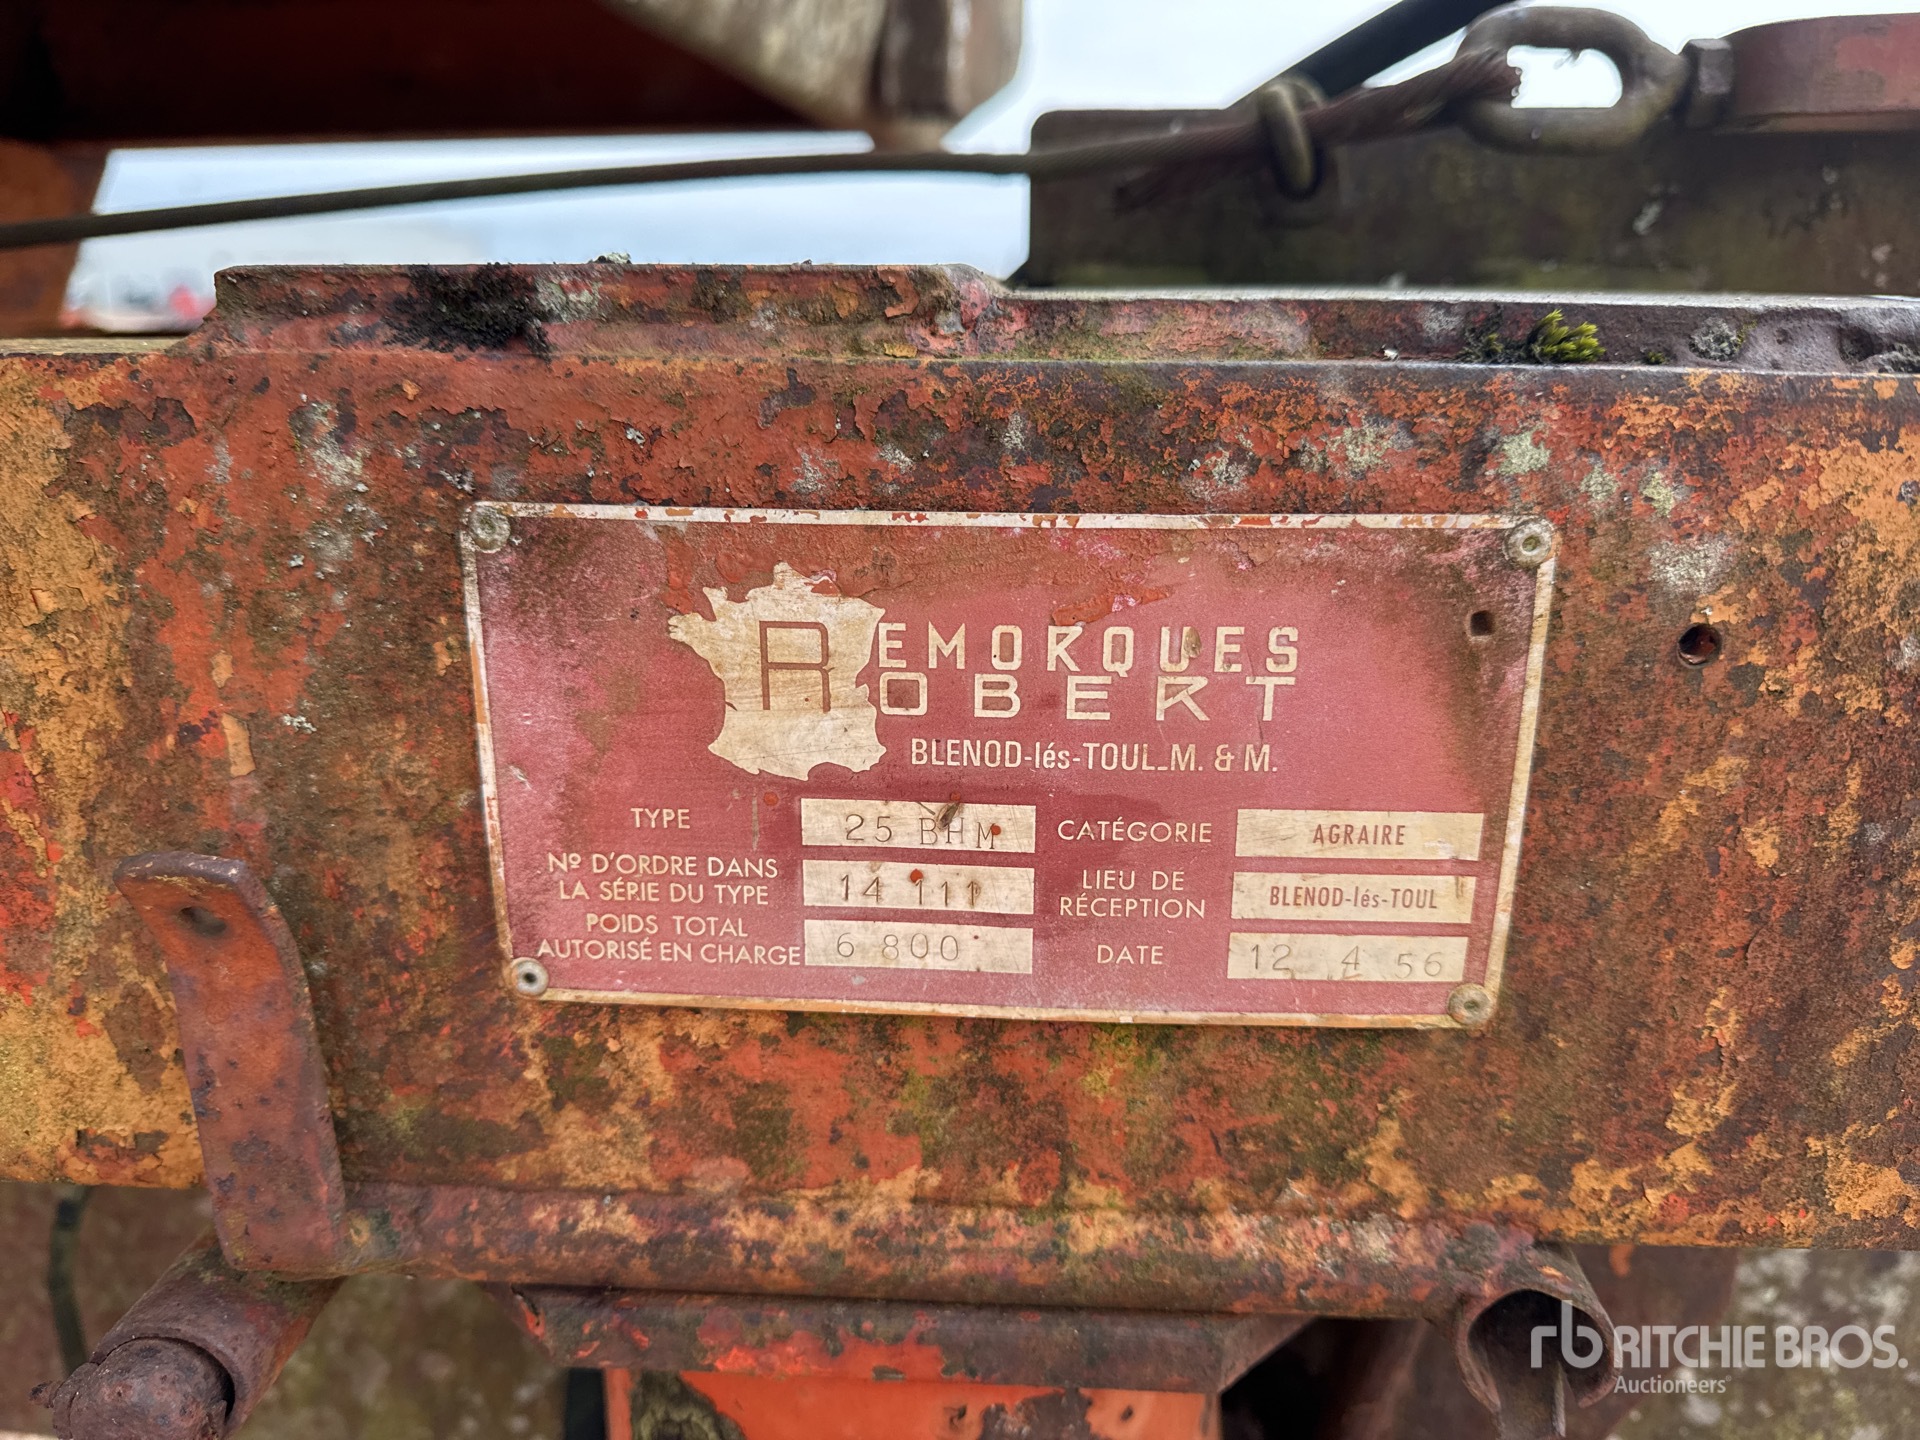 REMORQUES
ROBERT
BLENOD-lés-TOUL_M. & M.
TYPE 25 BHM CATÉGORIE AGRAIRE
Nº D'ORDRE DANS
LA SÉRIE DU TYPE 14 111
LIEU DE
RÉCEPTION BLENOD-lés-TOUL
POIDS TOTAL
AUTORISÉ EN CHARGE 6 800 DATE 12 4 56
rb RITCHIE BROS.
Auctioneers